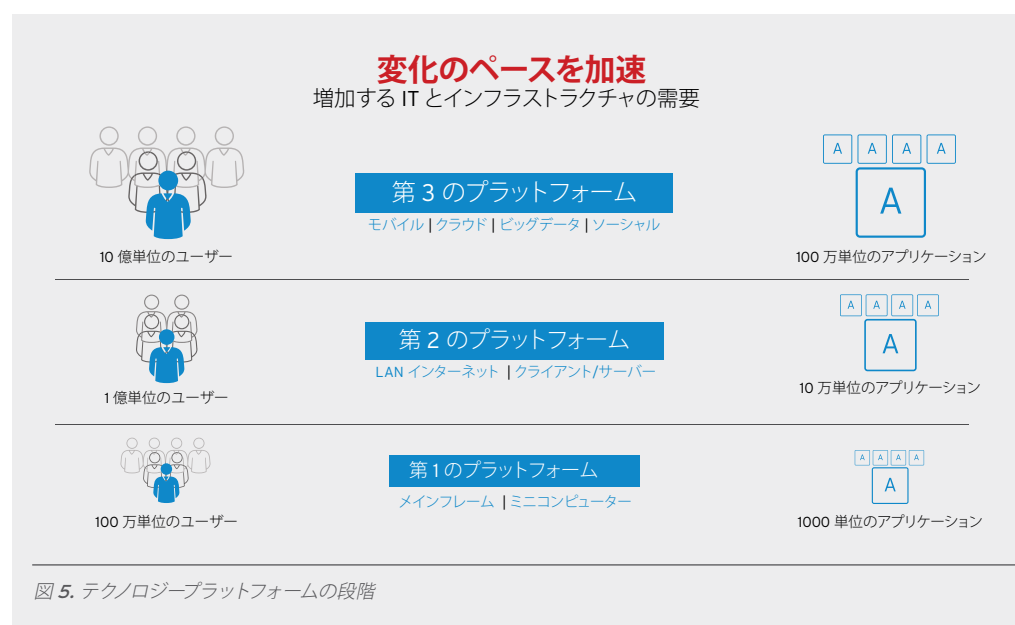 変化のペースを加速
増加する IT とインフラストラクチャの需要
A A A A
A
第 3 のプラットフォーム
モバイル | クラウド | ビッグデータ | ソーシャル
10 億単位のユーザー
100 万単位のアプリケーション
A A A A
A
第 2 のプラットフォーム
LAN インターネット | クライアント/サーバー
1 億単位のユーザー
10 万単位のアプリケーション
A A A A
A
第 1 のプラットフォーム
メインフレーム | ミニコンピューター
100 万単位のユーザー
1000 単位のアプリケーション
図 5. テクノロジープラットフォームの段階